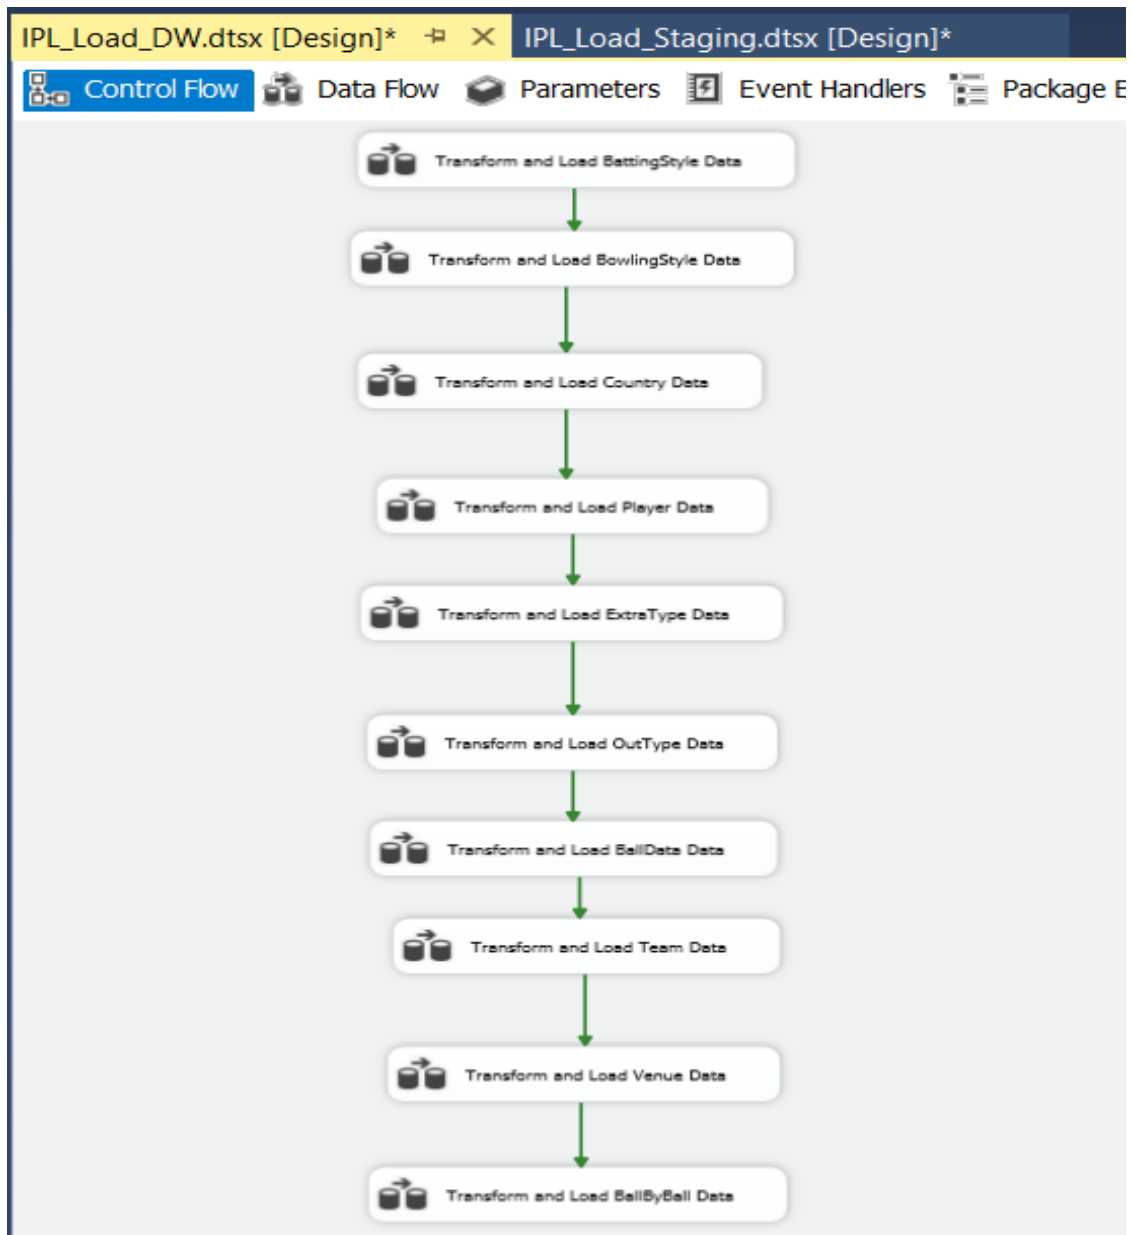 IPL_Load_DW.dtsx [Design]* IPL_Load_Staging.dtsx [Design]*
Control Flow Data Flow Parameters Event Handlers Package E
Transform and Load BattingStyle Data
Transform and Load BowlingStyle Data
Transform and Load Country Data
Transform and Load Player Data
Transform and Load ExtraType Data
Transform and Load OutType Data
Transform and Load BallData Data
Transform and Load Team Data
Transform and Load Venue Data
Transform and Load BallByBall Data